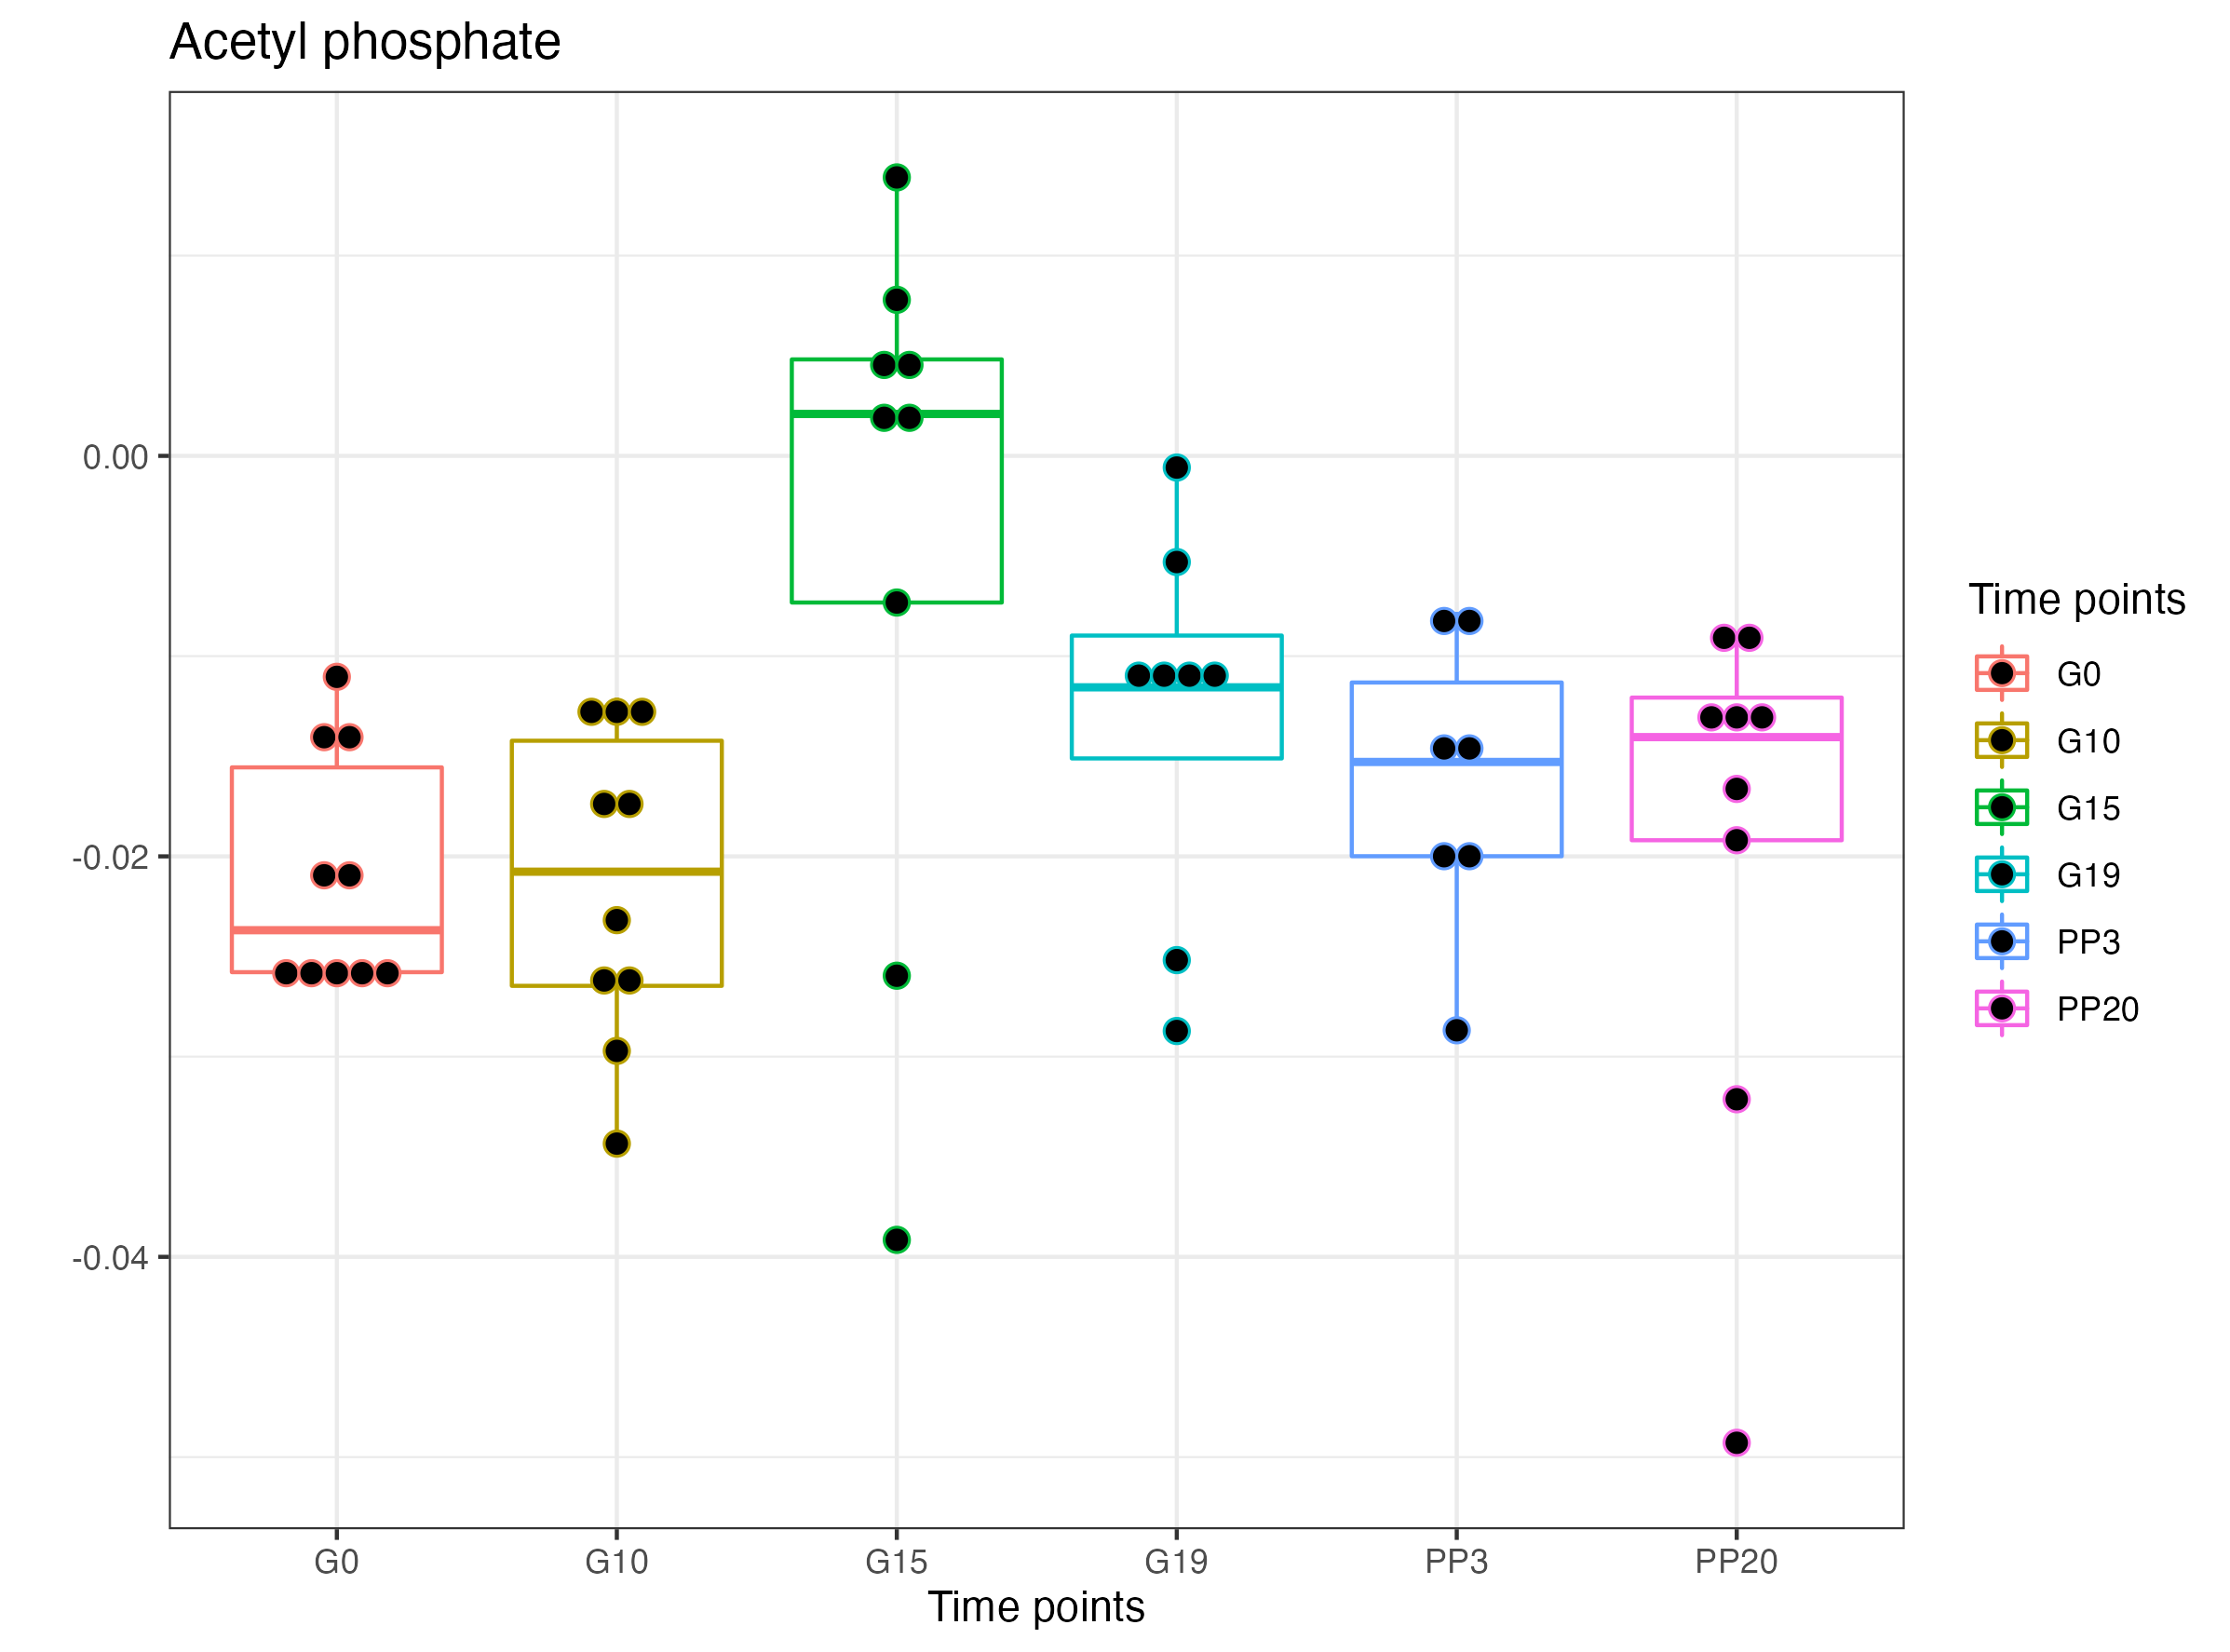 Acetyl phosphate
0.00
-0.02
-0.04
G0 G10 G15 G19 PP3 PP20
Time points
Time points
G0
G10
G15
G19
PP3
PP20